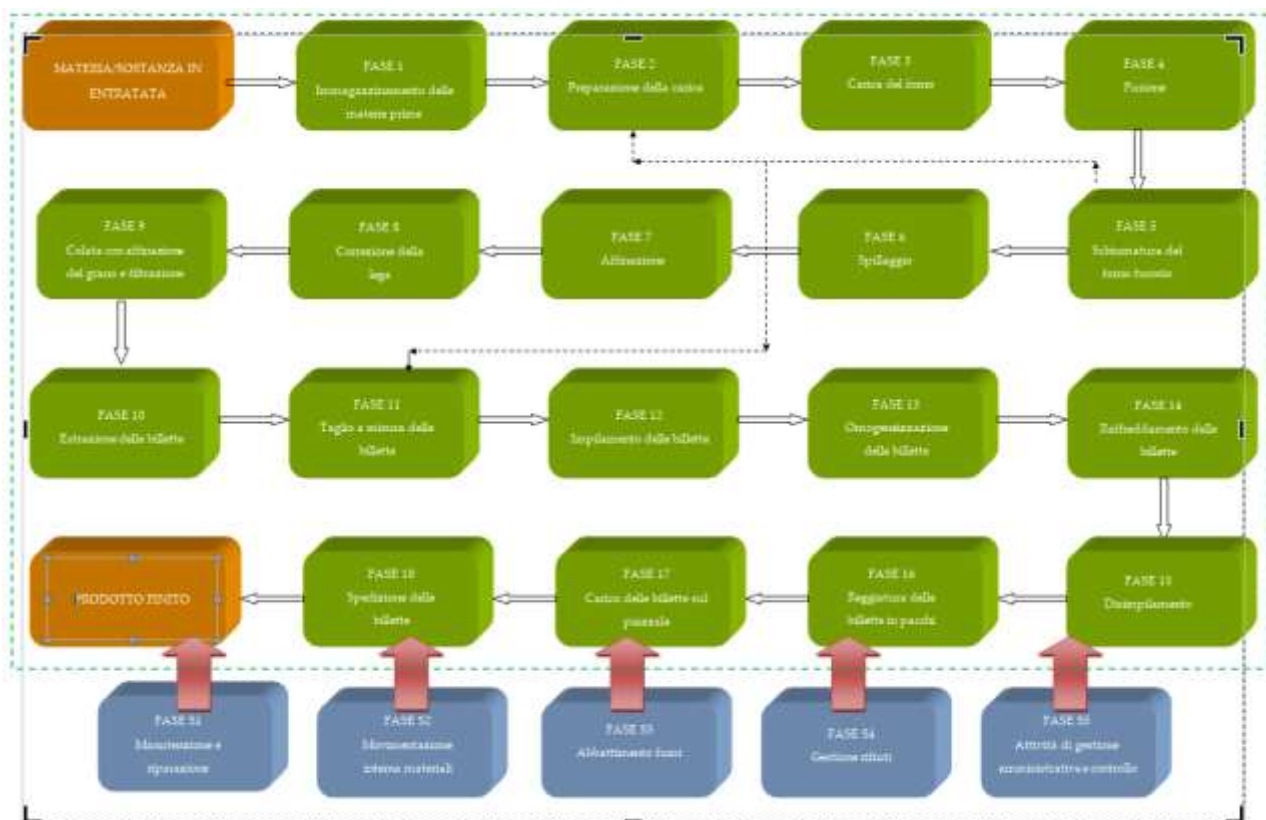 MATERIA/SOSTANZA IN
ENTRATATA
FASE 1
Immagazzinamento delle
materie prime
FASE 2
Preparazione della carica
FASE 3
Carica del forno
FASE 4
Fusione
FASE 9
Colata con affinazione
del grano e filtrazione
FASE 8
Correzione della
lega
FASE 7
Affinazione
FASE 6
Spillaggio
FASE 5
Schiumatura del
forno fusorio
FASE 10
Estrazione delle billette
FASE 11
Taglio a misura delle
billette
FASE 12
Impilamento delle billette
FASE 13
Omogeneizzazione
delle billette
FASE 14
Raffreddamento delle
billette
PRODOTTO FINITO
FASE 18
Spedizione delle
billette
FASE 17
Carico delle billette sul
piazzale
FASE 16
Reggiatura delle
billette in pacchi
FASE 15
Disimpilamento
FASE S1
Manutenzione e
riparazione
FASE S2
Movimentazione
interna materiali
FASE S3
Abbattimento fumi
FASE S4
Gestione rifiuti
FASE S5
Attività di gestione
amministrativa e controllo